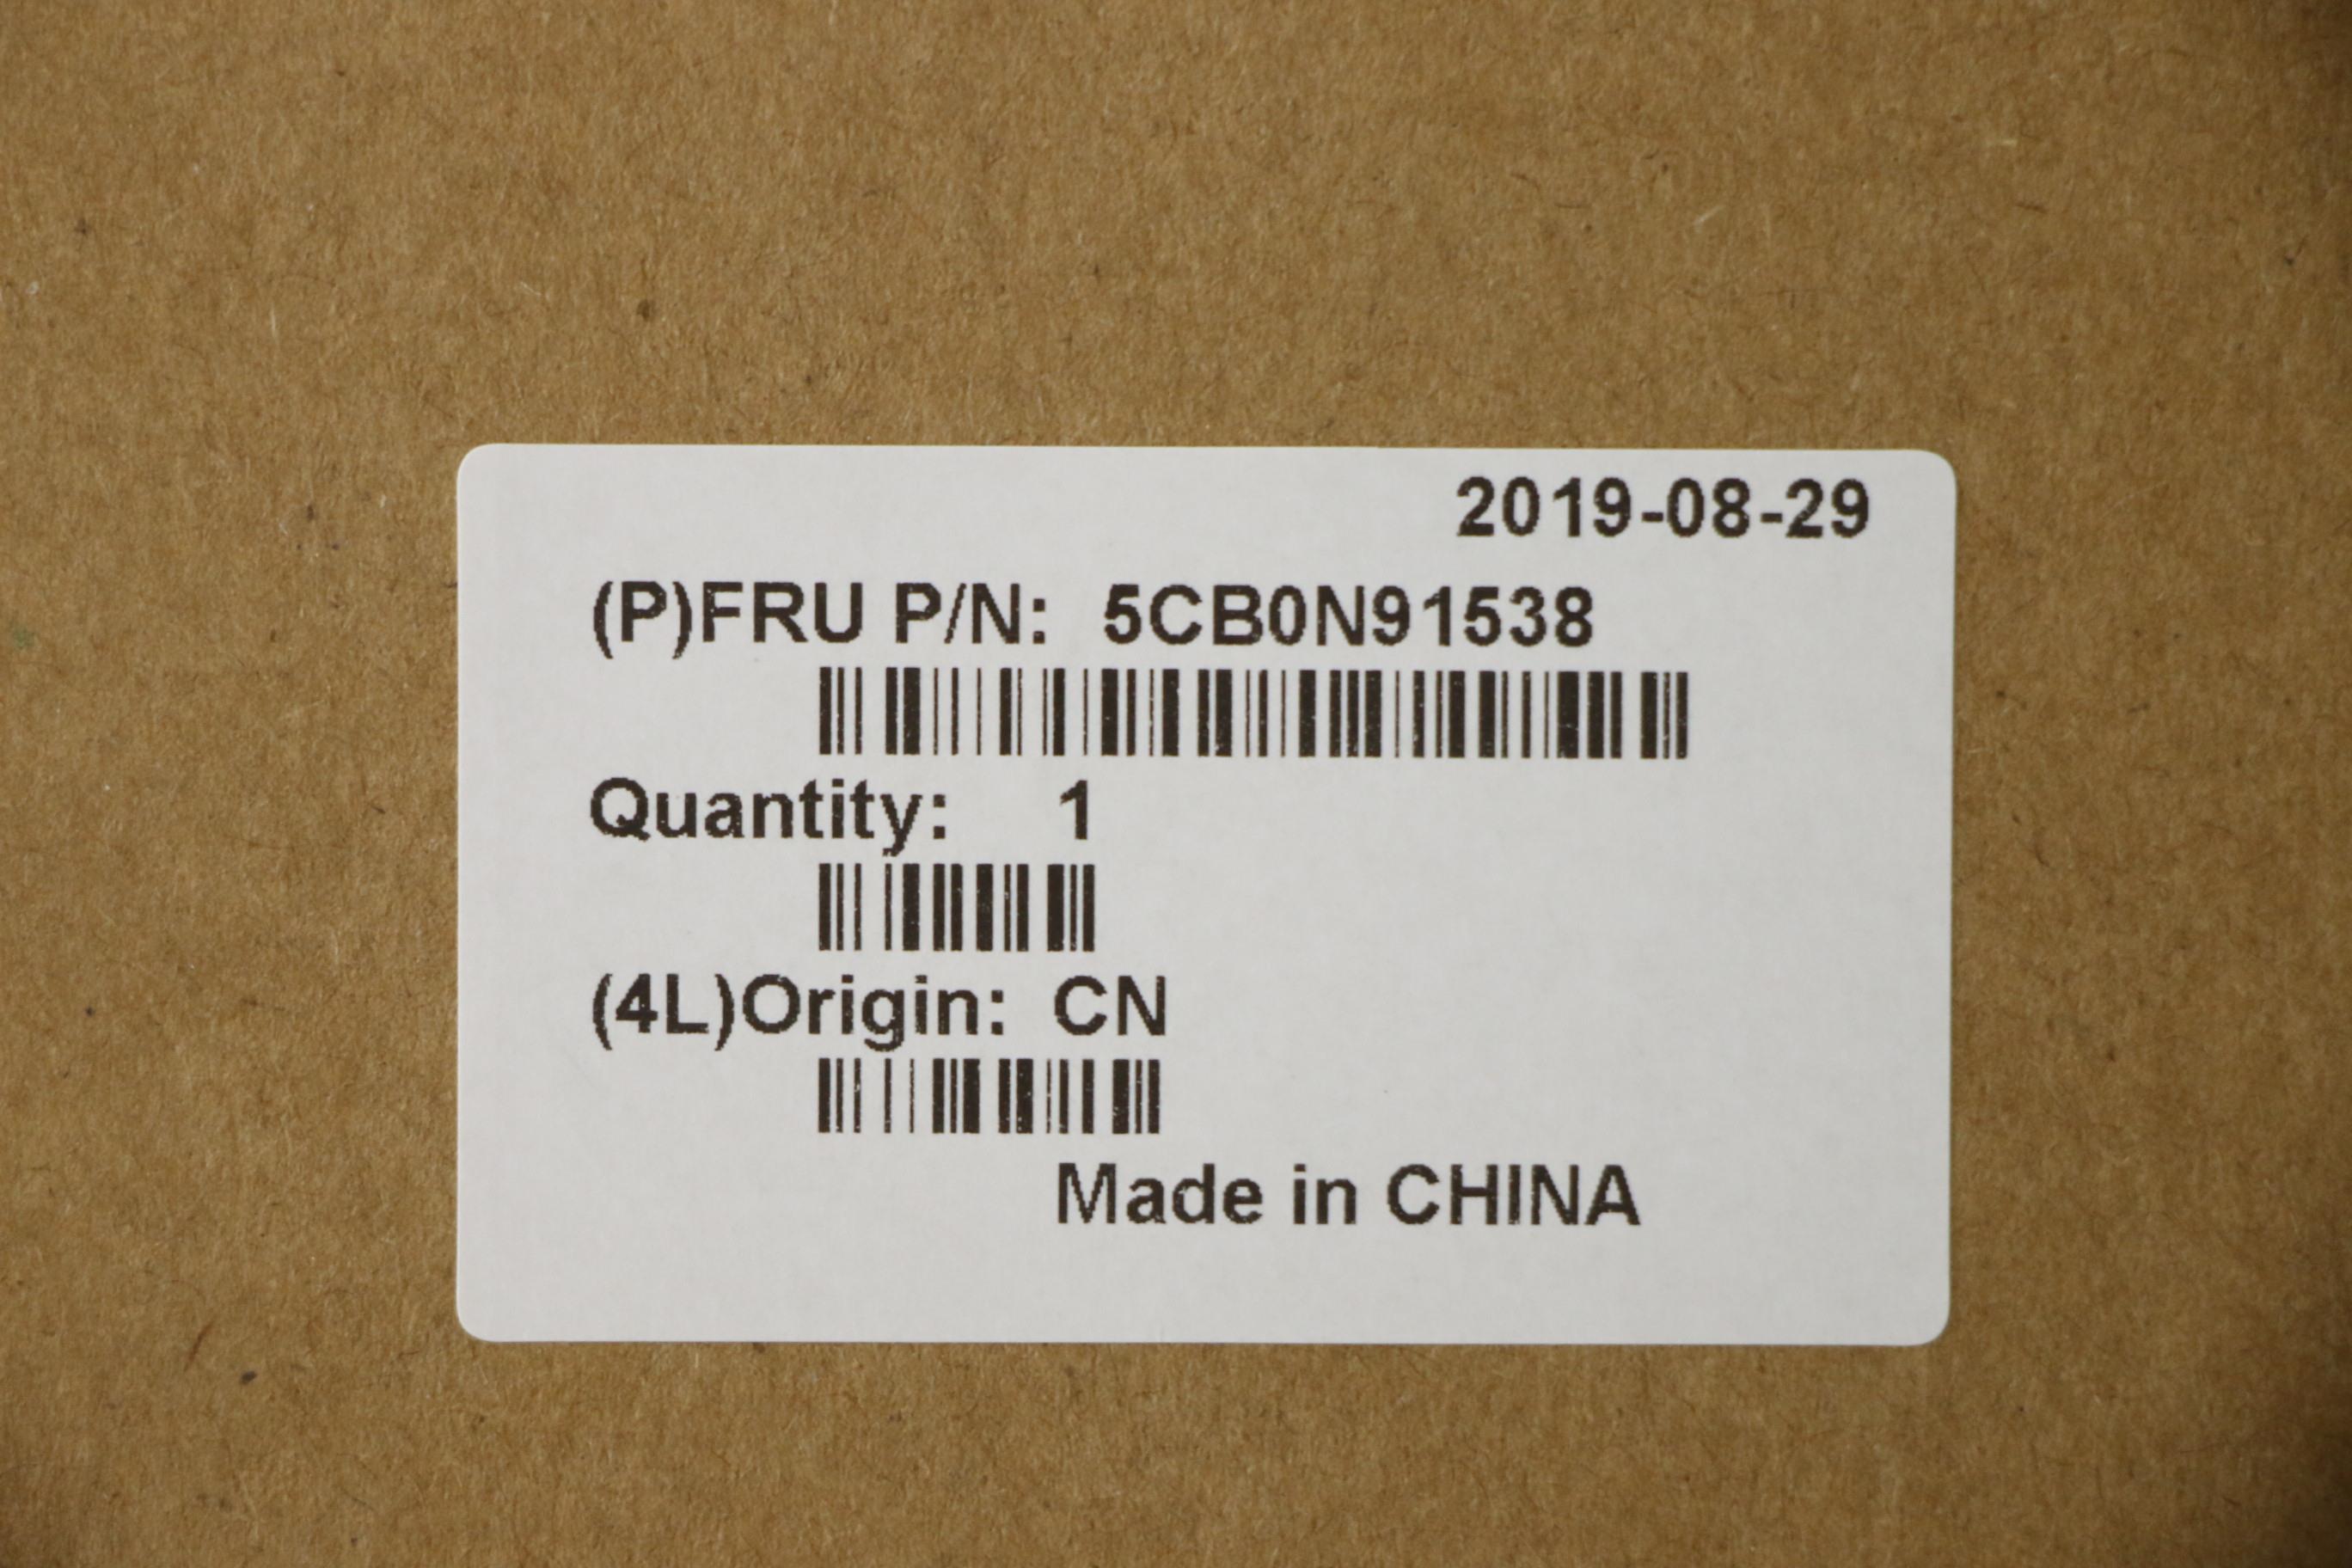 2019-08-29
(P)FRU P/N: 5CB0N91538
Quantity: 1
(4L)Origin: CN
Made in CHINA